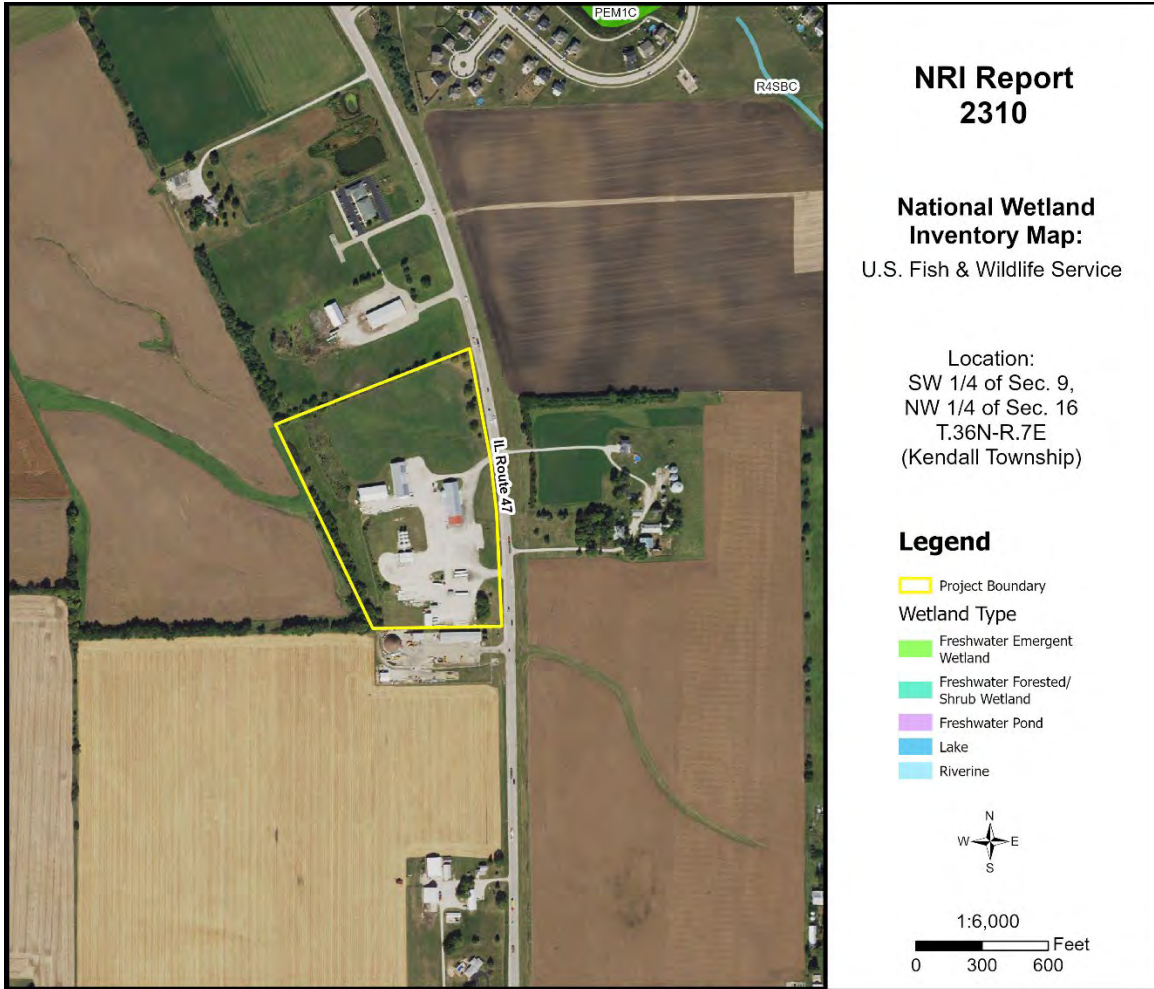 PEM1C
R4SBC
IL Route 47
NRI Report
2310
National Wetland
Inventory Map:
U.S. Fish & Wildlife Service
Location:
SW 1/4 of Sec. 9,
NW 1/4 of Sec. 16
T.36N-R.7E
(Kendall Township)
Legend
Project Boundary
Wetland Type
Freshwater Emergent
Wetland
Freshwater Forested/
Shrub Wetland
Freshwater Pond
Lake
Riverine
N
W E
S
1:6,000
Feet
0 300 600